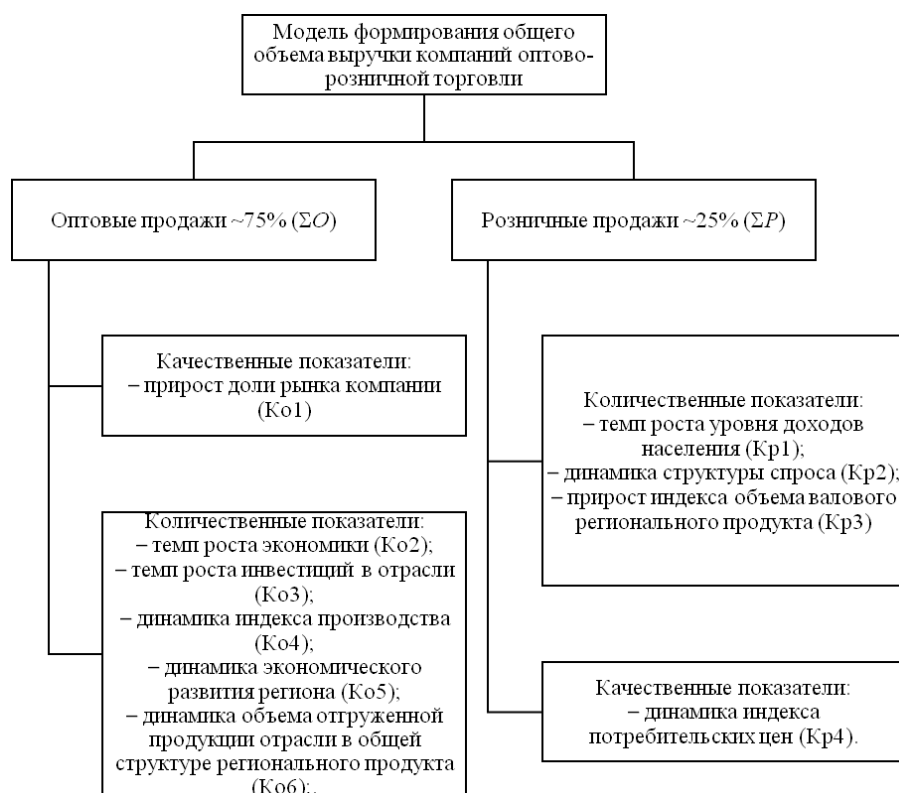 Модель формирования общего
объема выручки компаний оптово-
розничной торговли
Оптовые продажи ~75% (ΣO)
Розничные продажи ~25% (ΣP)
Качественные показатели:
– прирост доли рынка компании
(Ко1)
Количественные показатели:
– темп роста экономики (Ко2);
– темп роста инвестиций в отрасли
(Ко3);
– динамика индекса производства
(Ко4);
– динамика экономического
развития региона (Ко5);
– динамика объема отгруженной
продукции отрасли в общей
структуре регионального продукта
(Ко6);.
Количественные показатели:
– темп роста уровня доходов
населения (Кр1);
– динамика структуры спроса (Кр2);
– прирост индекса объема валового
регионального продукта (Кр3)
Качественные показатели:
– динамика индекса
потребительских цен (Кр4).